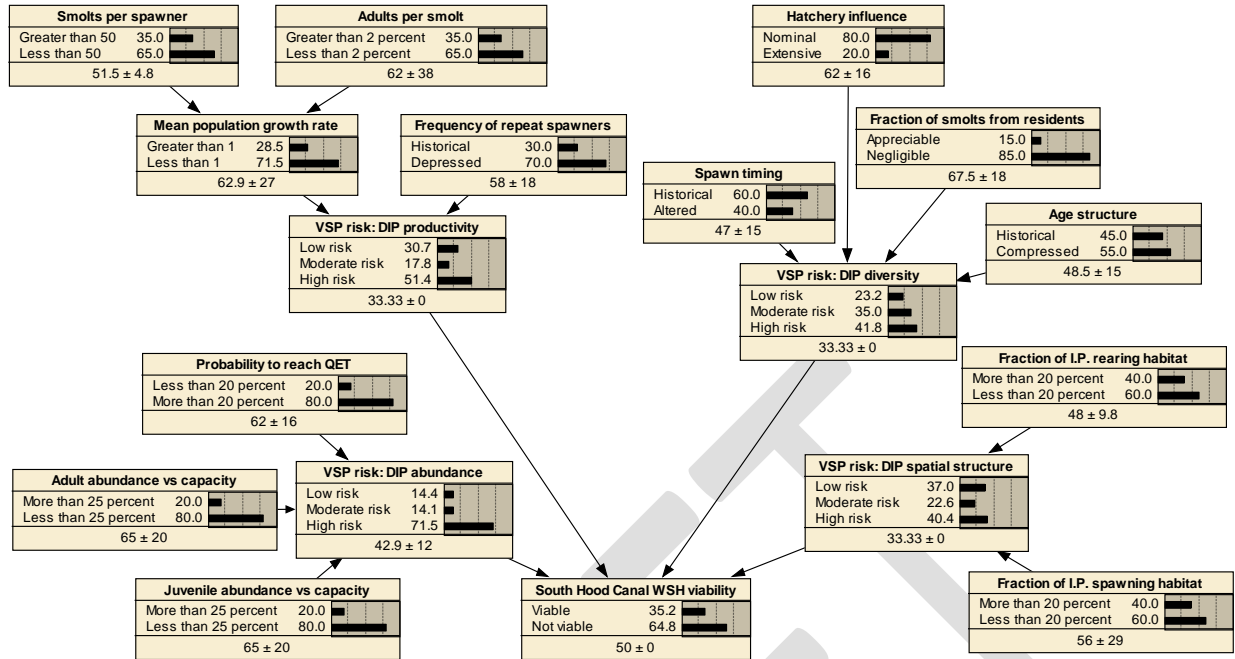 Smolts per spawner
Greater than 50 35.0
Less than 50 65.0
51.5 ± 4.8
Adults per smolt
Greater than 2 percent 35.0
Less than 2 percent 65.0
62 ± 38
Hatchery influence
Nominal 80.0
Extensive 20.0
62 ± 16
Mean population growth rate
Greater than 1 28.5
Less than 1 71.5
62.9 ± 27
Frequency of repeat spawners
Historical 30.0
Depressed 70.0
58 ± 18
Fraction of smolts from residents
Appreciable 15.0
Negligible 85.0
67.5 ± 18
Spawn timing
Historical 60.0
Altered 40.0
47 ± 15
Age structure
Historical 45.0
Compressed 55.0
48.5 ± 15
VSP risk: DIP productivity
Low risk 30.7
Moderate risk 17.8
High risk 51.4
33.33 ± 0
VSP risk: DIP diversity
Low risk 23.2
Moderate risk 35.0
High risk 41.8
33.33 ± 0
Probability to reach QET
Less than 20 percent 20.0
More than 20 percent 80.0
62 ± 16
Fraction of I.P. rearing habitat
More than 20 percent 40.0
Less than 20 percent 60.0
48 ± 9.8
Adult abundance vs capacity
More than 25 percent 20.0
Less than 25 percent 80.0
65 ± 20
VSP risk: DIP abundance
Low risk 14.4
Moderate risk 14.1
High risk 71.5
42.9 ± 12
VSP risk: DIP spatial structure
Low risk 37.0
Moderate risk 22.6
High risk 40.4
33.33 ± 0
Juvenile abundance vs capacity
More than 25 percent 20.0
Less than 25 percent 80.0
65 ± 20
South Hood Canal WSH viability
Viable 35.2
Not viable 64.8
50 ± 0
Fraction of I.P. spawning habitat
More than 20 percent 40.0
Less than 20 percent 60.0
56 ± 29